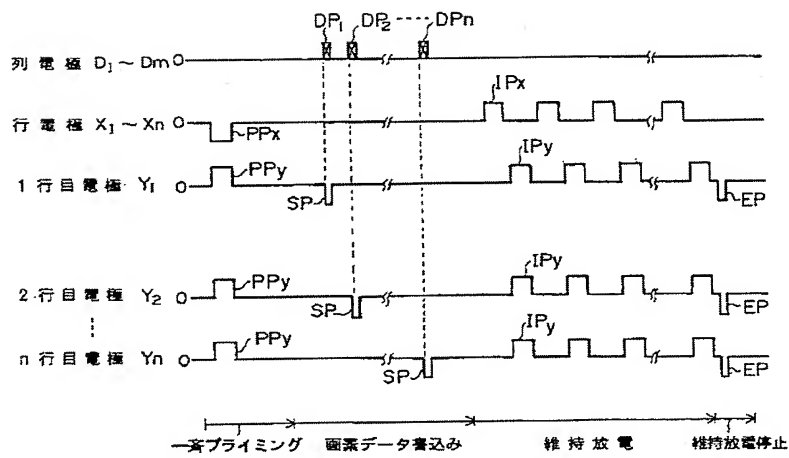 DP1 DP2 ---- DPn
列電極 D1〜Dm 0
IPx
行電極 X1〜Xn 0
PPx
PPy
IPy
1行目電極 Y1 0
SP
EP
PPy
IPy
2行目電極 Y2 0
SP
EP
PPy
IPy
n行目電極 Yn 0
SP
EP
一斉プライミング 画素データ書込み 維持放電 維持放電停止